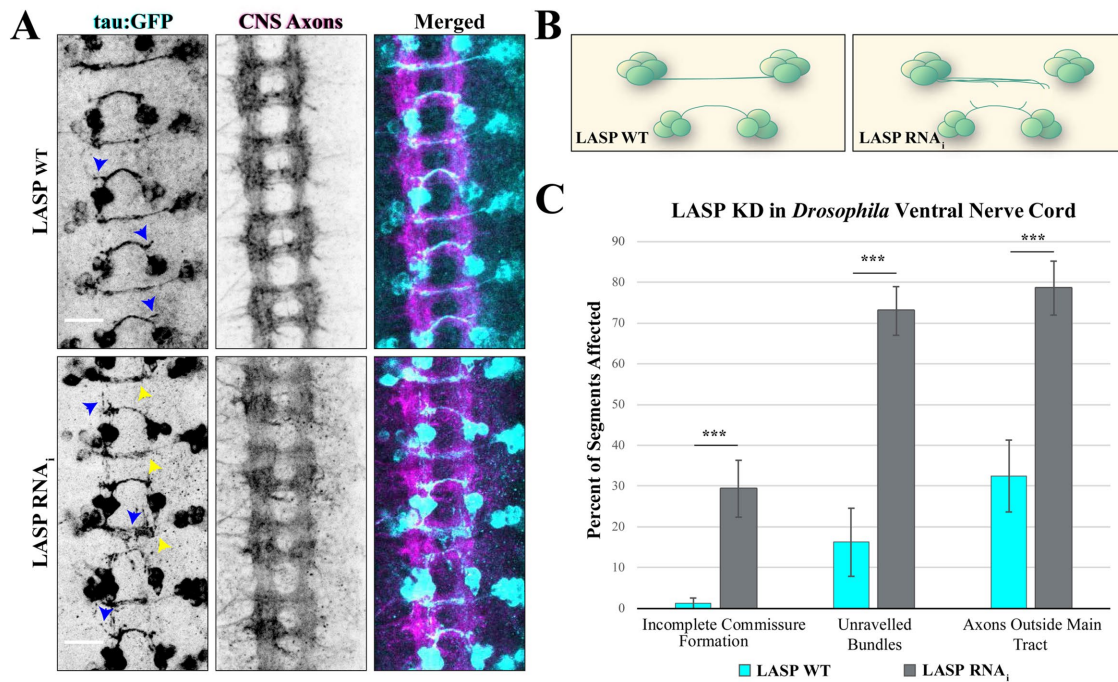 A
tau:GFP
CNS Axons
Merged
LASP WT
LASP RNAi
B
LASP WT
LASP RNAi
C
LASP KD in Drosophila Ventral Nerve Cord
Percent of Segments Affected
90
80
70
60
50
40
30
20
10
0
***
***
***
Incomplete Commissure
Formation
Unravelled
Bundles
Axons Outside Main
Tract
LASP WT
LASP RNAi